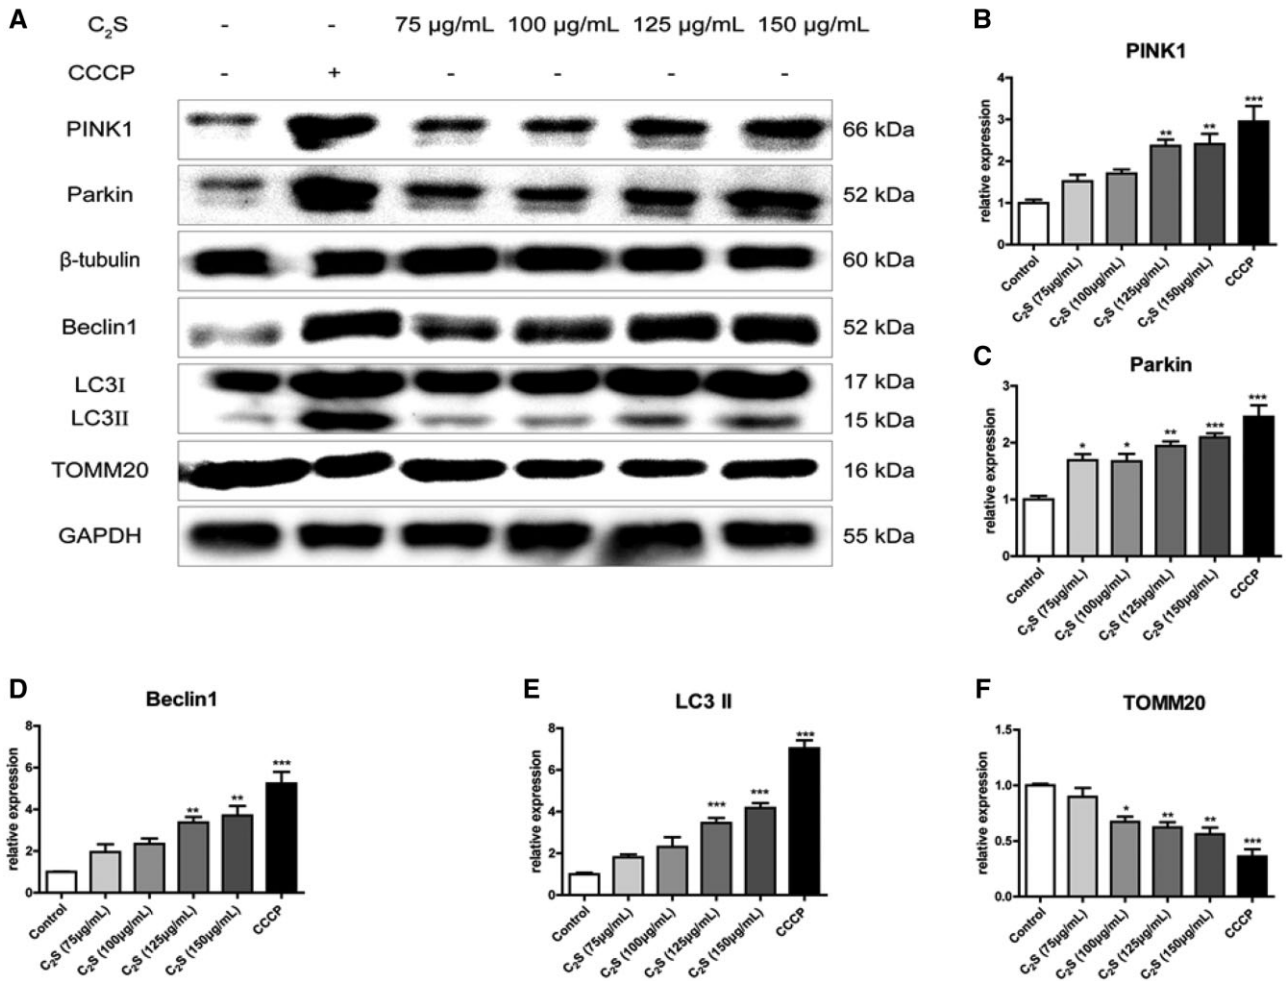 A
C₂S - - 75 µg/mL 100 µg/mL 125 µg/mL 150 µg/mL
CCCP - + - - - -
PINK1 66 kDa
Parkin 52 kDa
β-tubulin 60 kDa
Beclin1 52 kDa
LC3I 17 kDa
LC3II 15 kDa
TOMM20 16 kDa
GAPDH 55 kDa
B
PINK1
relative expression
4
3
2
1
0
** ** ***
Control
C₂S (75µg/mL)
C₂S (100µg/mL)
C₂S (125µg/mL)
C₂S (150µg/mL)
CCCP
C
Parkin
relative expression
3
2
1
0
* * ** *** ***
Control
C₂S (75µg/mL)
C₂S (100µg/mL)
C₂S (125µg/mL)
C₂S (150µg/mL)
CCCP
D
Beclin1
relative expression
8
6
4
2
0
** ** ***
Control
C₂S (75µg/mL)
C₂S (100µg/mL)
C₂S (125µg/mL)
C₂S (150µg/mL)
CCCP
E
LC3 II
relative expression
8
6
4
2
0
*** *** ***
Control
C₂S (75µg/mL)
C₂S (100µg/mL)
C₂S (125µg/mL)
C₂S (150µg/mL)
CCCP
F
TOMM20
relative expression
1.5
1.0
0.5
0.0
* ** ** ***
Control
C₂S (75µg/mL)
C₂S (100µg/mL)
C₂S (125µg/mL)
C₂S (150µg/mL)
CCCP